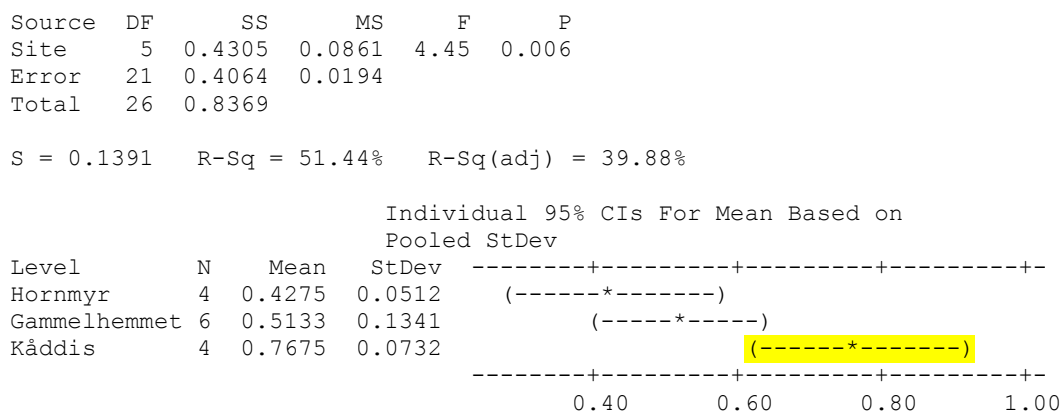 Source  DF      SS      MS     F      P
Site     5  0.4305  0.0861  4.45  0.006
Error   21  0.4064  0.0194
Total   26  0.8369
S = 0.1391   R-Sq = 51.44%   R-Sq(adj) = 39.88%
Individual 95% CIs For Mean Based on
Pooled StDev
Level        N    Mean   StDev  --------+---------+---------+---------+-
Hornmyr      4  0.4275  0.0512    (------*-------)
Gammelhemmet 6  0.5133  0.1341          (-----*-----)
Kåddis       4  0.7675  0.0732                     (------*-------)
--------+---------+---------+---------+-
0.40      0.60      0.80      1.00